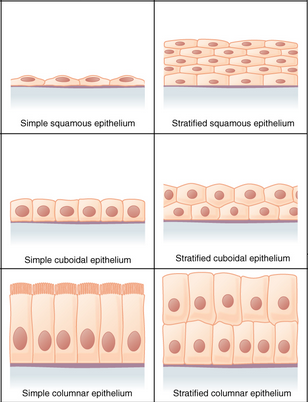 Simple squamous epithelium
Stratified squamous epithelium
Simple cuboidal epithelium
Stratified cuboidal epithelium
Simple columnar epithelium
Stratified columnar epithelium